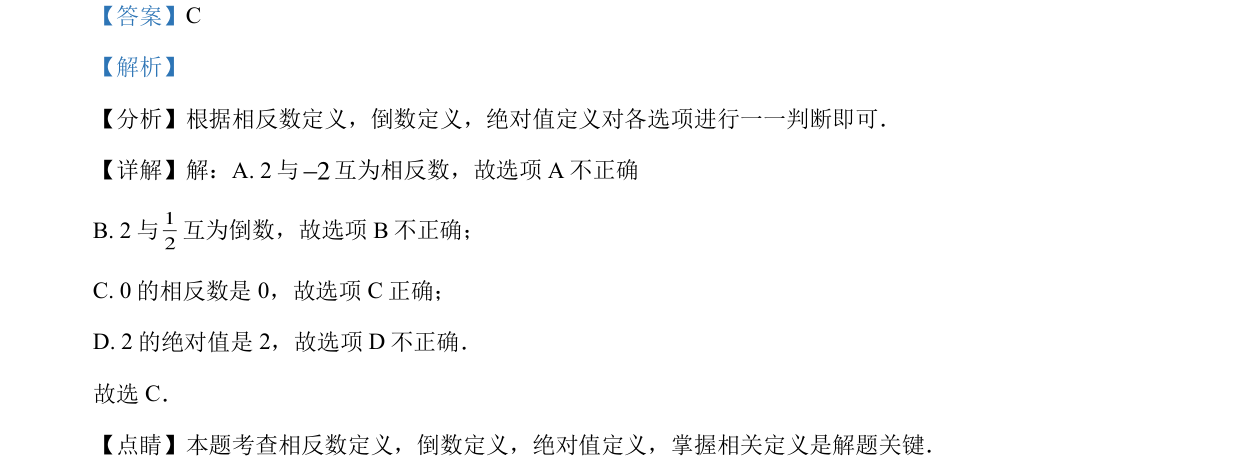 【答案】C
【解析】
【分析】根据相反数定义，倒数定义，绝对值定义对各选项进行一一判断即可．
【详解】解：A. 2 与 −2 互为相反数，故选项 A 不正确
B. 2 与 1/2 互为倒数，故选项 B 不正确；
C. 0 的相反数是 0，故选项 C 正确；
D. 2 的绝对值是 2，故选项 D 不正确．
故选 C．
【点睛】本题考查相反数定义，倒数定义，绝对值定义，掌握相关定义是解题关键．